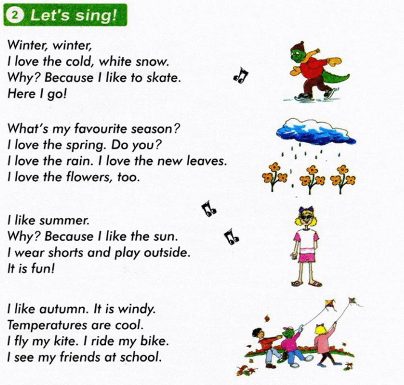 2 Let's sing!
Winter, winter,
I love the cold, white snow.
Why? Because I like to skate.
Here I go!
What's my favourite season?
I love the spring. Do you?
I love the rain. I love the new leaves.
I love the flowers, too.
I like summer.
Why? Because I like the sun.
I wear shorts and play outside.
It is fun!
I like autumn. It is windy.
Temperatures are cool.
I fly my kite. I ride my bike.
I see my friends at school.